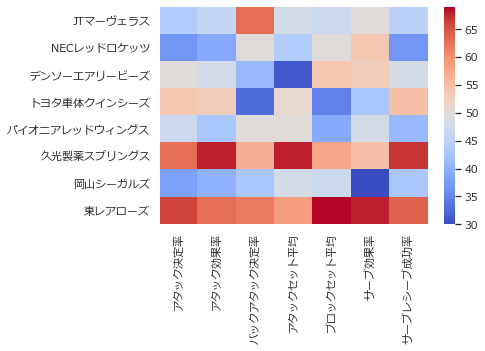 JTマーヴェラス
NECレッドロケッツ
デンソーエアリービーズ
トヨタ車体クインシーズ
パイオニアレッドウィングス
久光製薬スプリングス
岡山シーガルズ
東レアローズ
アタック決定率
アタック効果率
バックアタック決定率
アタックセット平均
ブロックセット平均
サーブ効果率
サーブレシーブ成功率
65
60
55
50
45
40
35
30